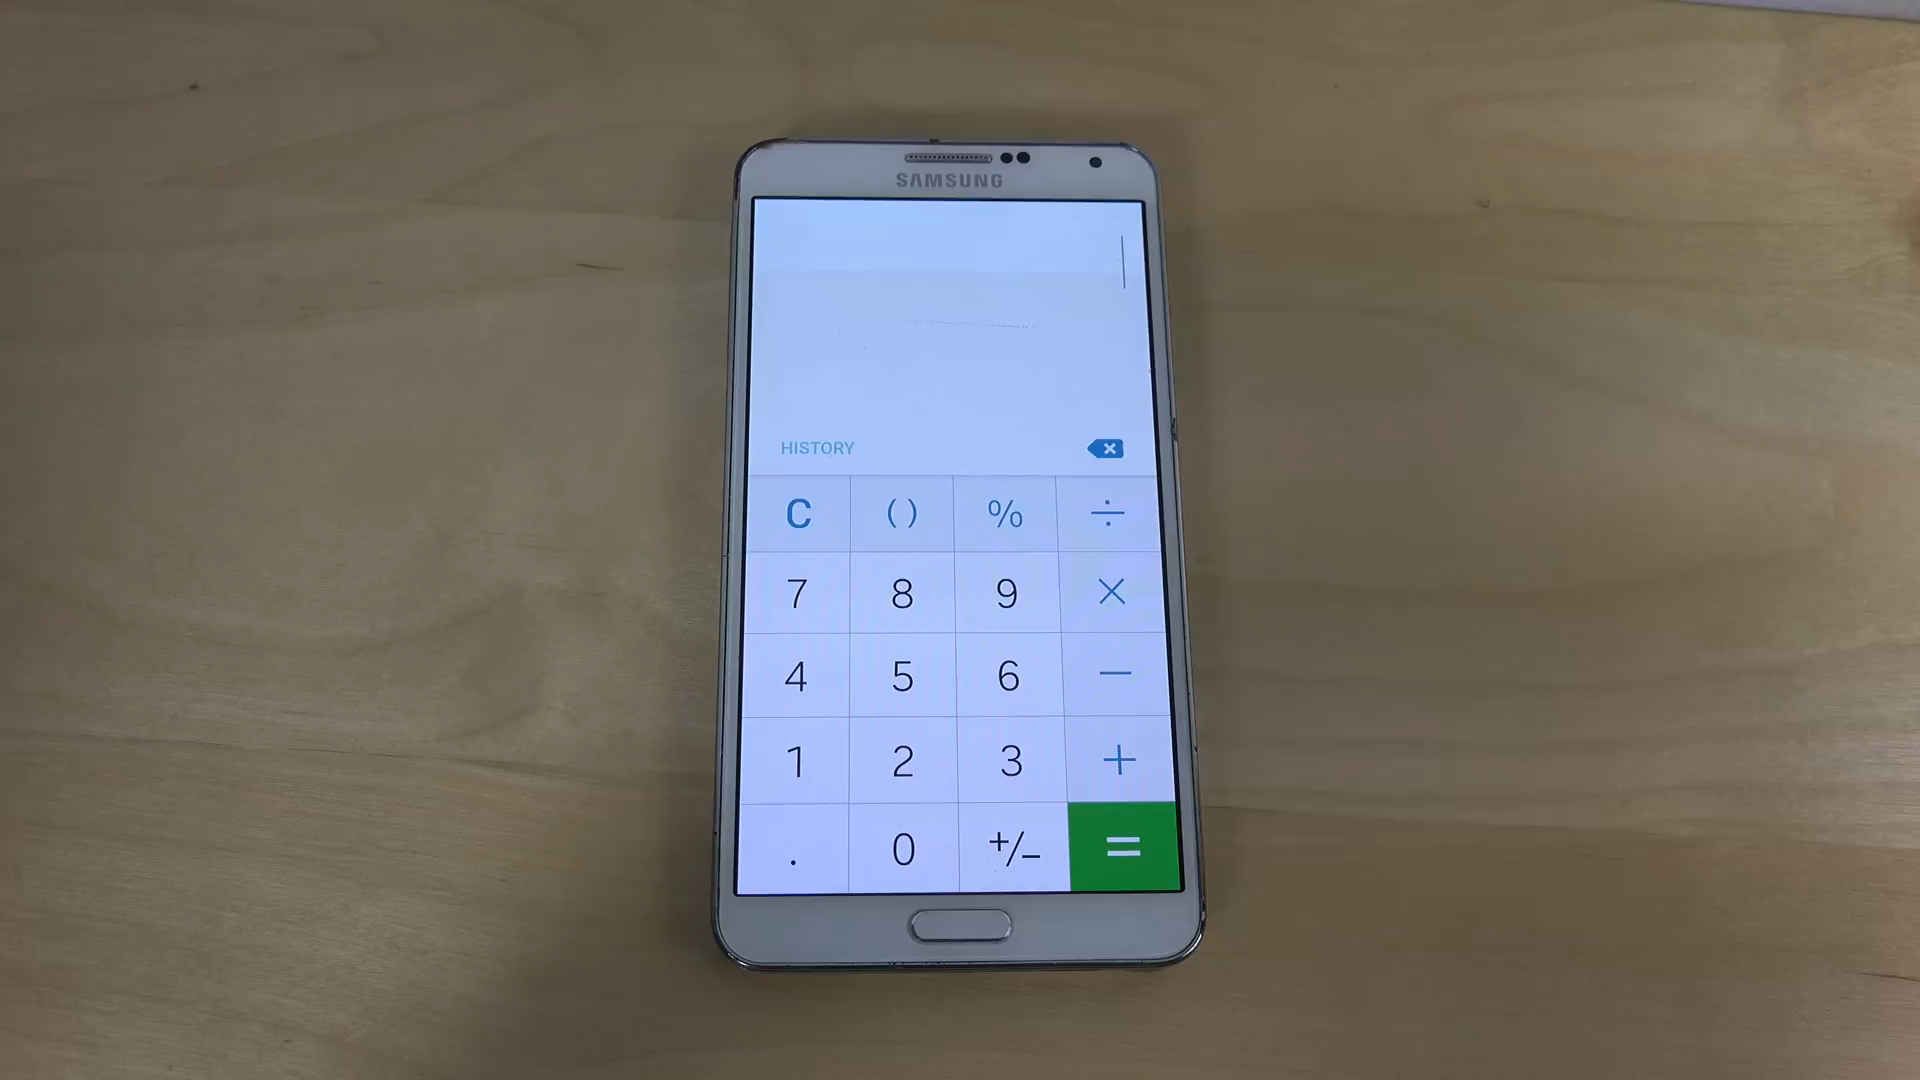 SAMSUNG
HISTORY
C ( ) % ÷
7 8 9 ×
4 5 6 −
1 2 3 +
. 0 +/− =